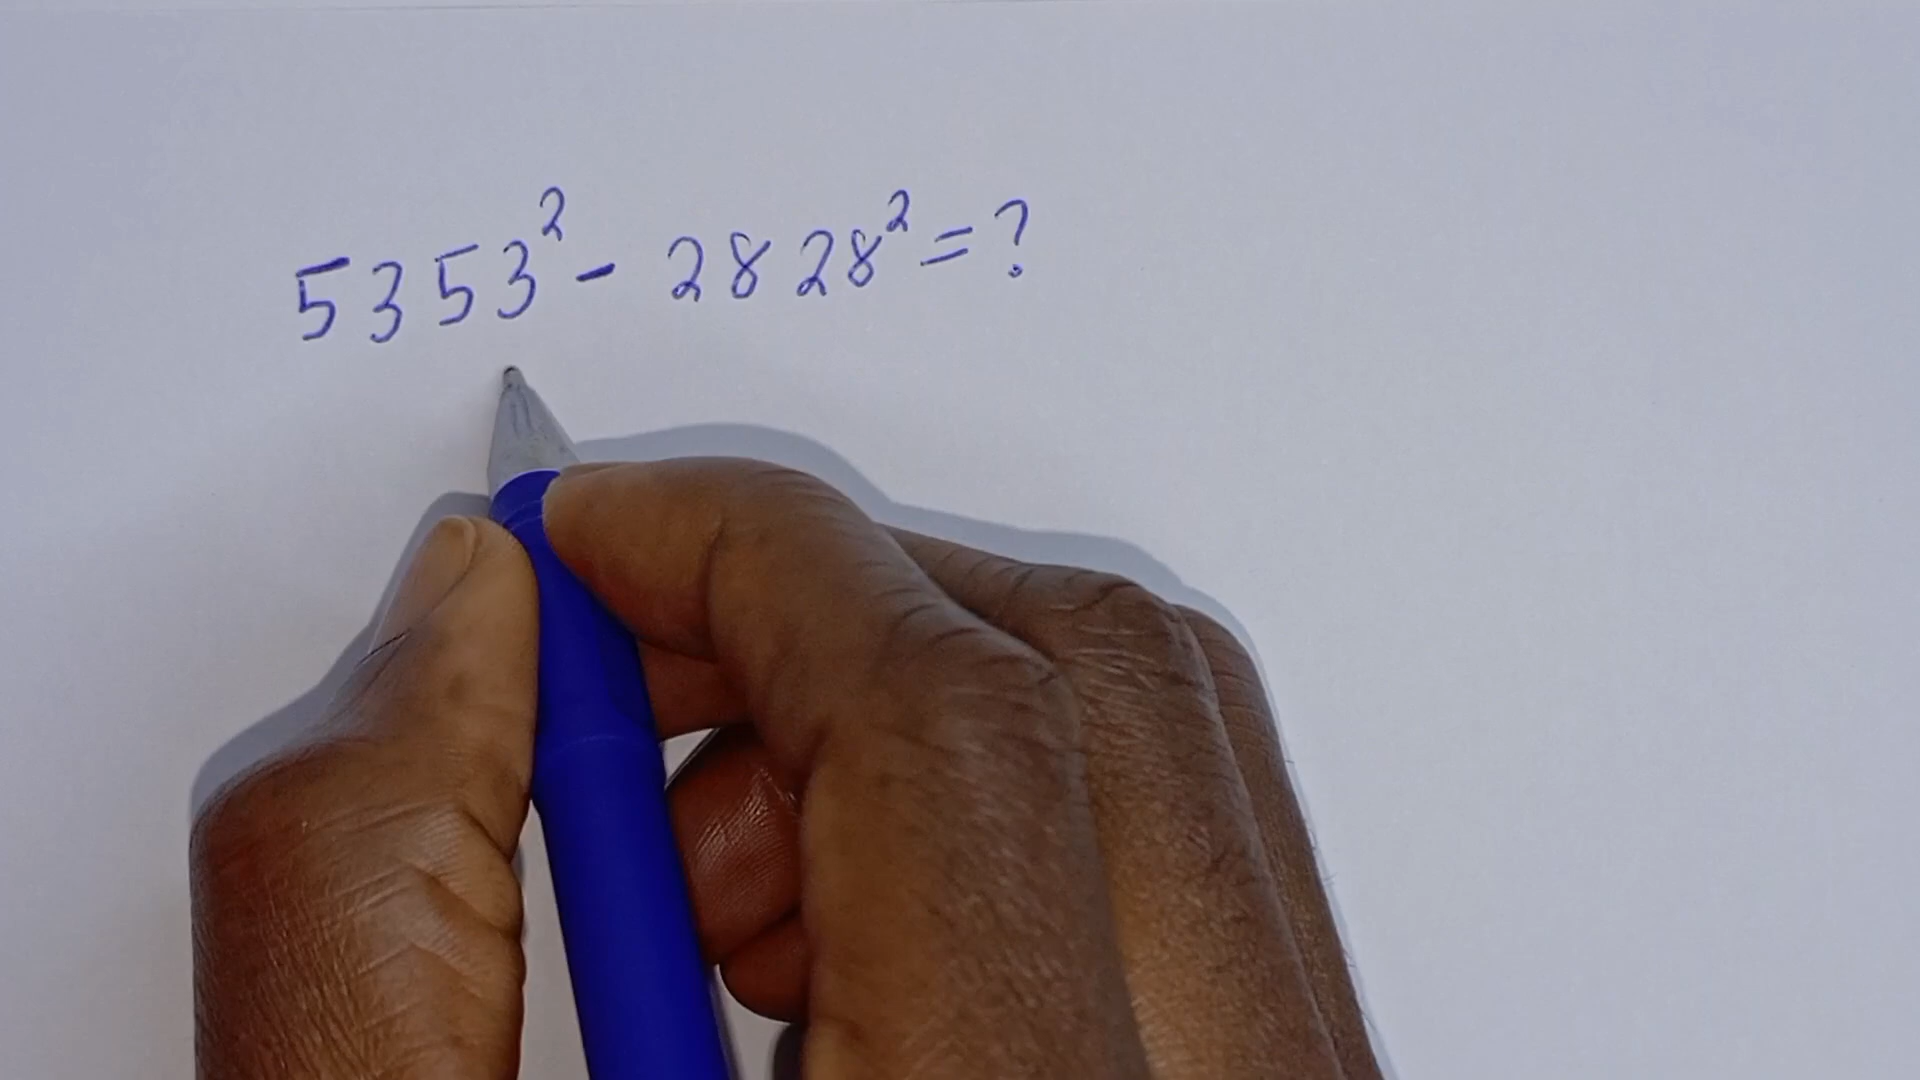 5353² - 2828² = ?